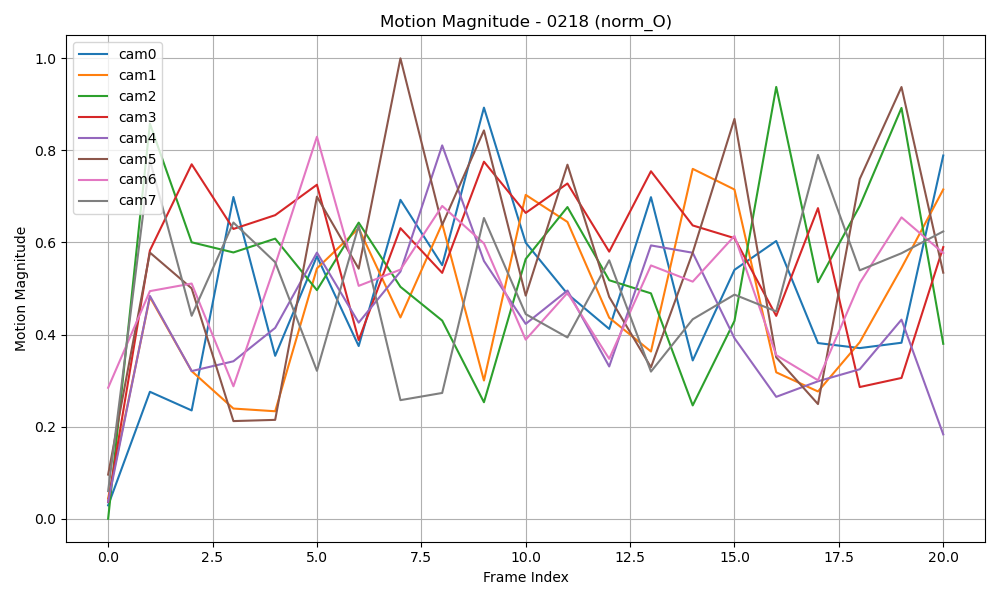 Motion Magnitude - 0218 (norm_O)
Motion Magnitude
1.0
0.8
0.6
0.4
0.2
0.0
cam0
cam1
cam2
cam3
cam4
cam5
cam6
cam7
0.0 2.5 5.0 7.5 10.0 12.5 15.0 17.5 20.0
Frame Index